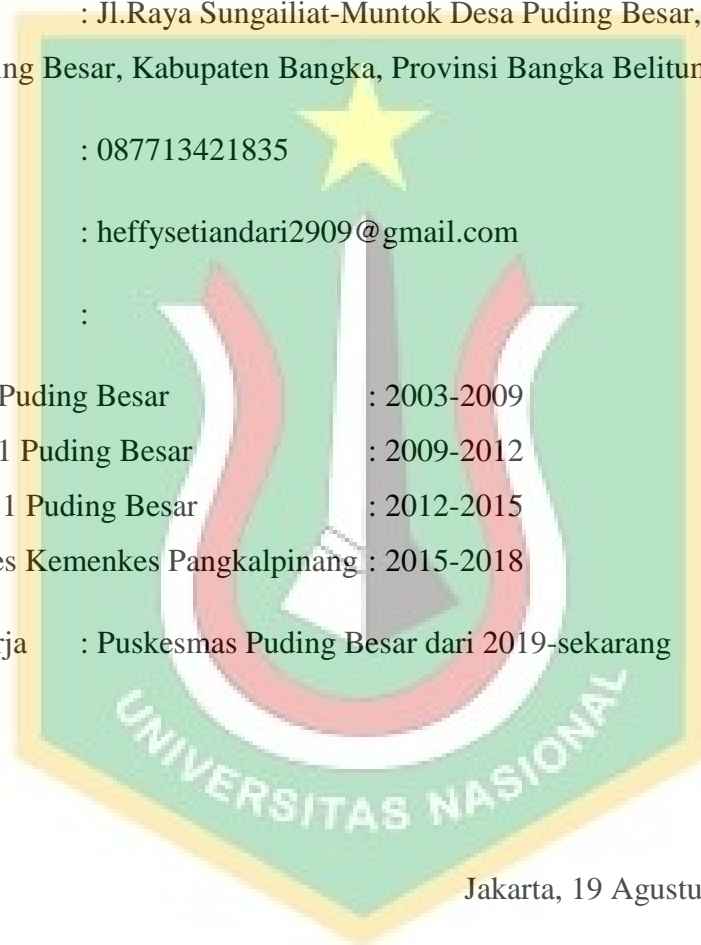 : Jl.Raya Sungailiat-Muntok Desa Puding Besar,
ing Besar, Kabupaten Bangka, Provinsi Bangka Belitun
: 087713421835
: heffysetiandari2909@gmail.com
:
Puding Besar : 2003-2009
1 Puding Besar : 2009-2012
1 Puding Besar : 2012-2015
es Kemenkes Pangkalpinang : 2015-2018
rja : Puskesmas Puding Besar dari 2019-sekarang
UNIVERSITAS NASIONAL
Jakarta, 19 Agustu